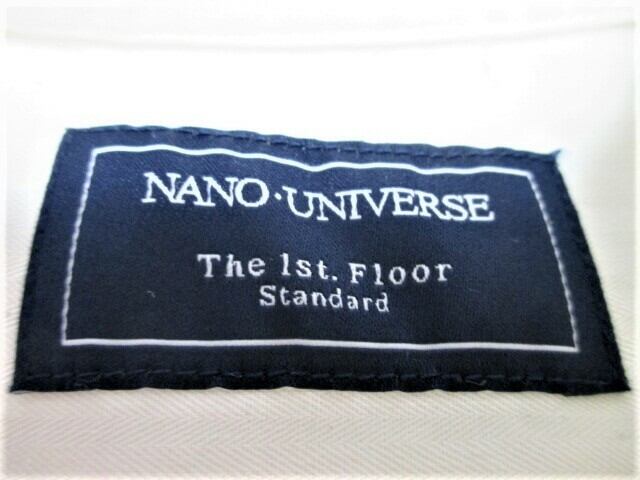 NANO·UNIVERSE
The 1st. Floor
Standard